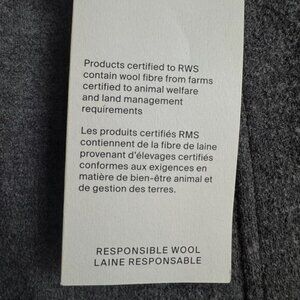 Products certified to RWS
contain wool fibre from farms
certified to animal welfare
and land management
requirements
Les produits certifiés RMS
contiennent de la fibre de laine
provenant d'élevages certifiés
conformes aux exigences en
matière de bien-être animal et
de gestion des terres.
RESPONSIBLE WOOL
LAINE RESPONSABLE